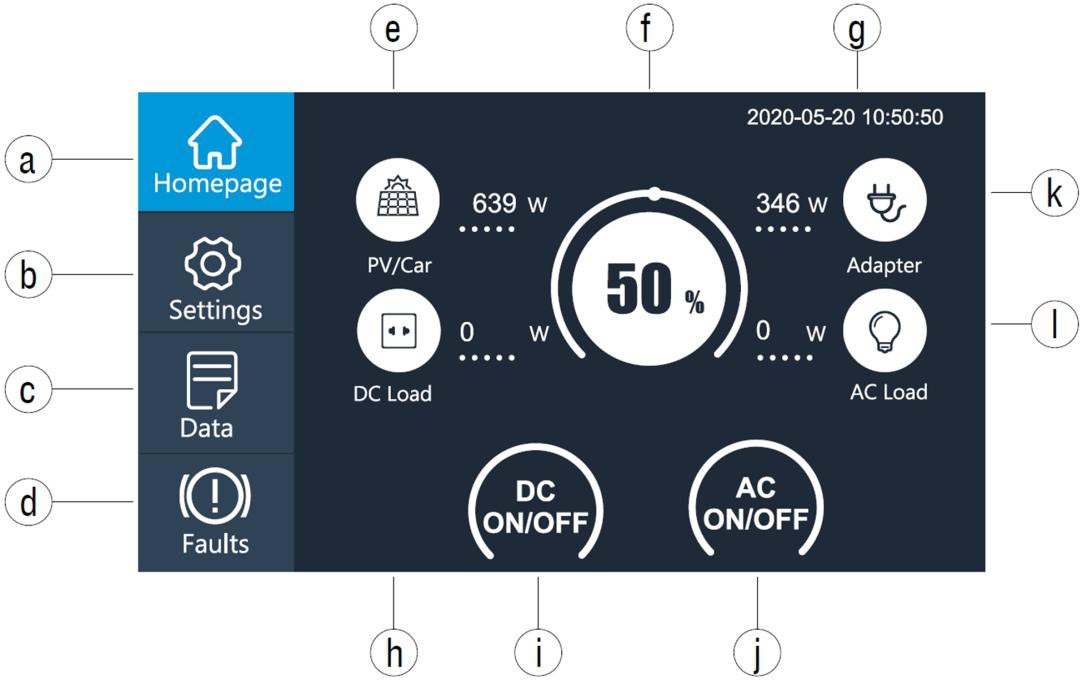 e
f
g
2020-05-20 10:50:50
a
Homepage
639 W
346 W
k
PV/Car
Adapter
b
Settings
50 %
0 W
0 W
l
DC Load
AC Load
c
Data
d
Faults
DC
ON/OFF
AC
ON/OFF
h
i
j